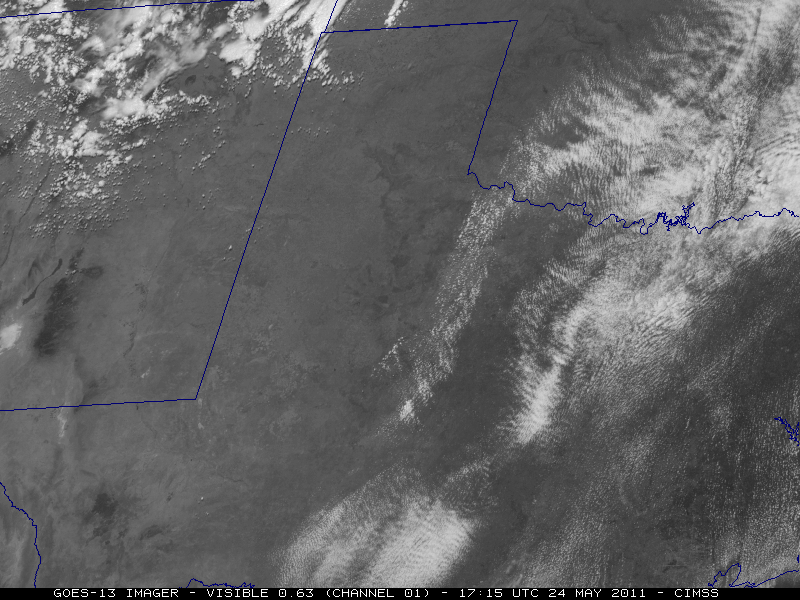 GOES-13 IMAGER - VISIBLE 0.63 (CHANNEL 01) - 17:15 UTC 24 MAY 2011 - CIMSS